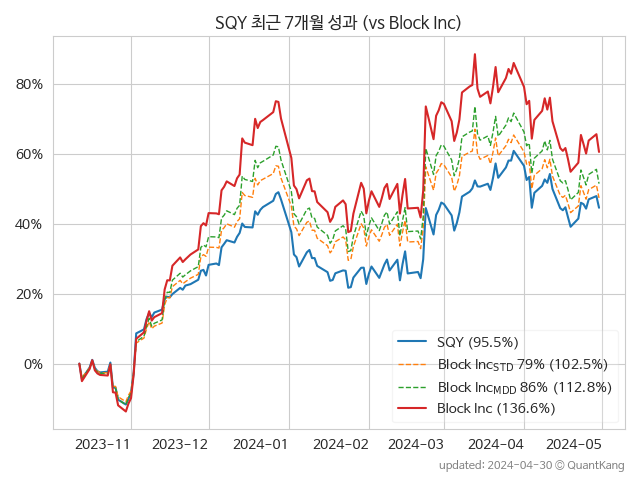 SQY 최근 7개월 성과 (vs Block Inc)
80%
60%
40%
20%
0%
SQY (95.5%)
Block Inc_STD 79% (102.5%)
Block Inc_MDD 86% (112.8%)
Block Inc (136.6%)
2023−11 2023−12 2024−01 2024−02 2024−03 2024−04 2024−05
updated: 2024-04-30 © QuantKang